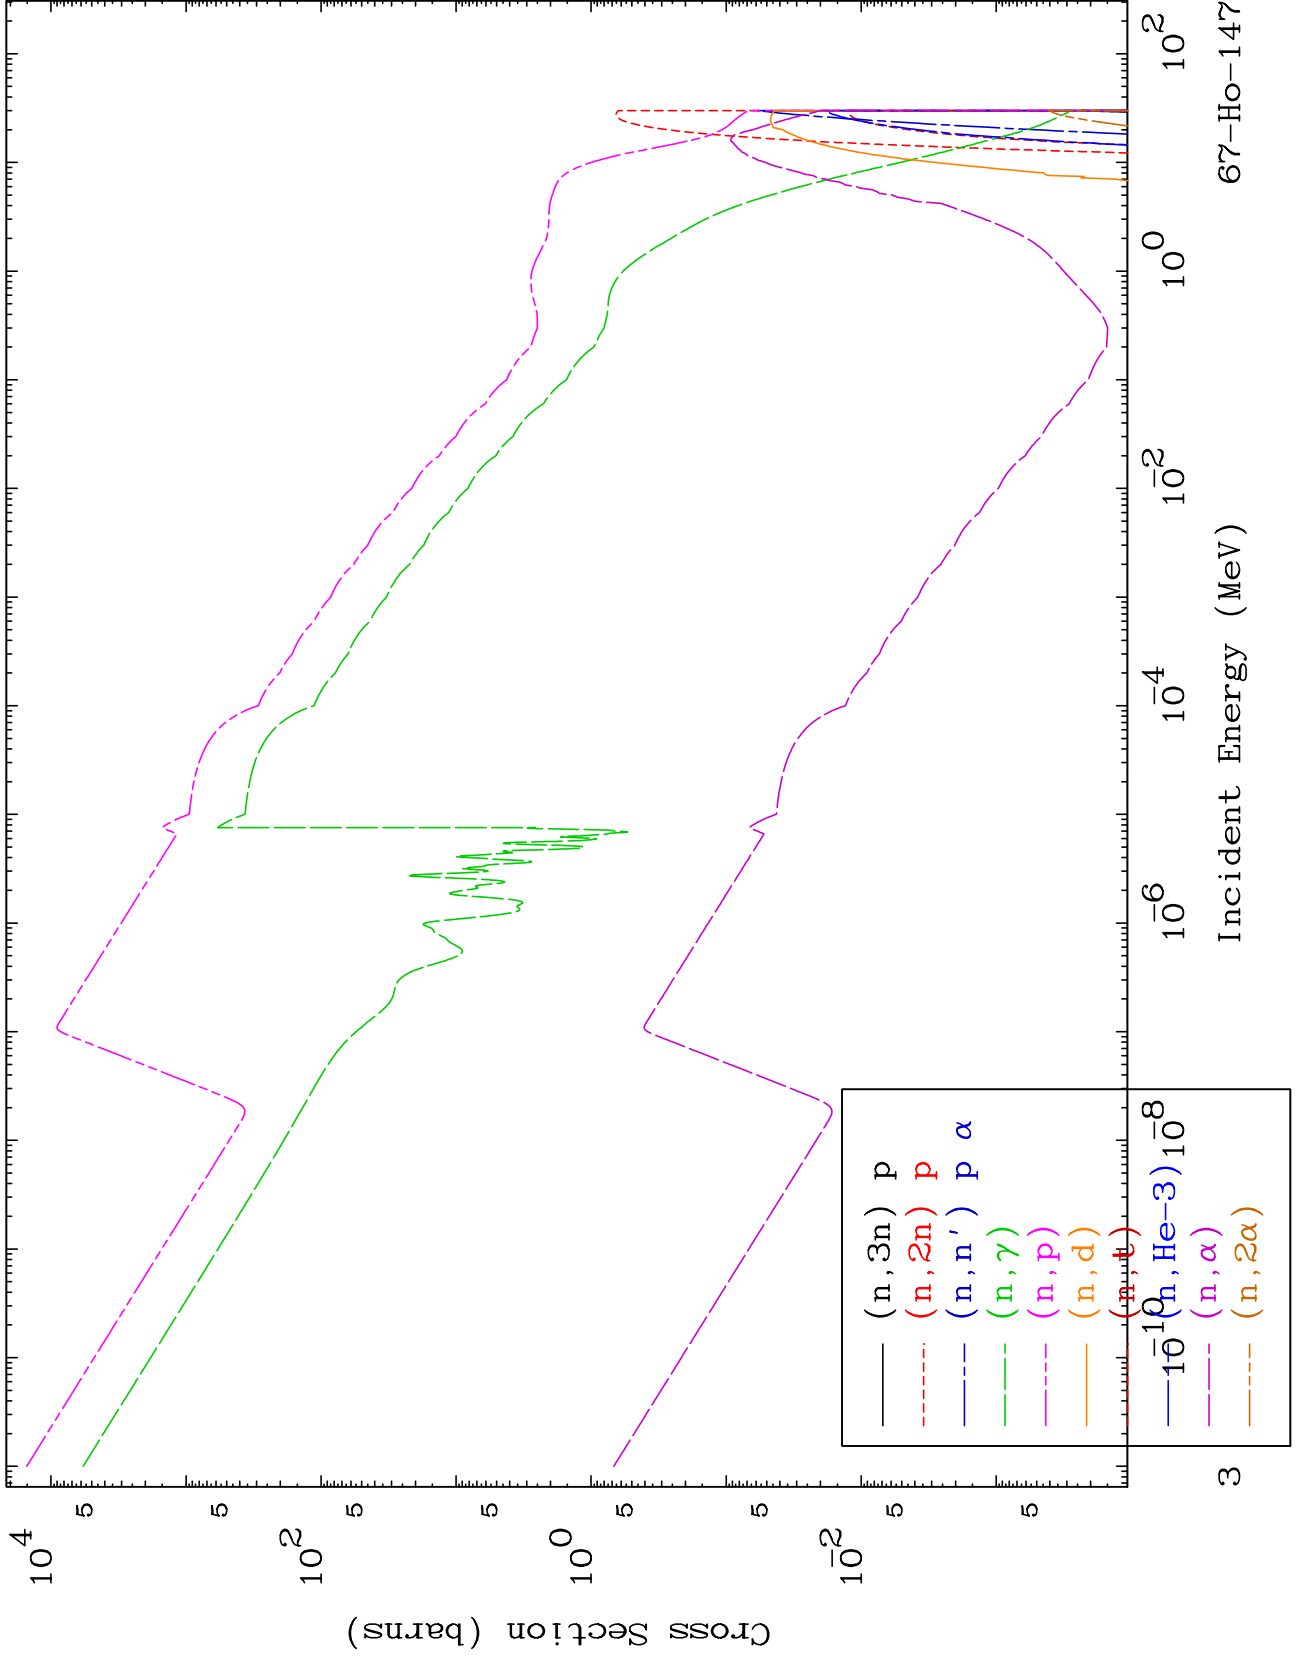 Cross Section (barns)
10^4
5
5
10^2
5
5
10^0
5
5
10^-2
5
5
10^-10
10^-8
10^-6
10^-4
10^-2
10^0
10^2
Incident Energy (MeV)
3
67-Ho-147
(n,3n) p
(n,2n) p
(n,n') p α
(n,γ)
(n,p)
(n,d)
(n,t)
(n,He-3)
(n,α)
(n,2α)